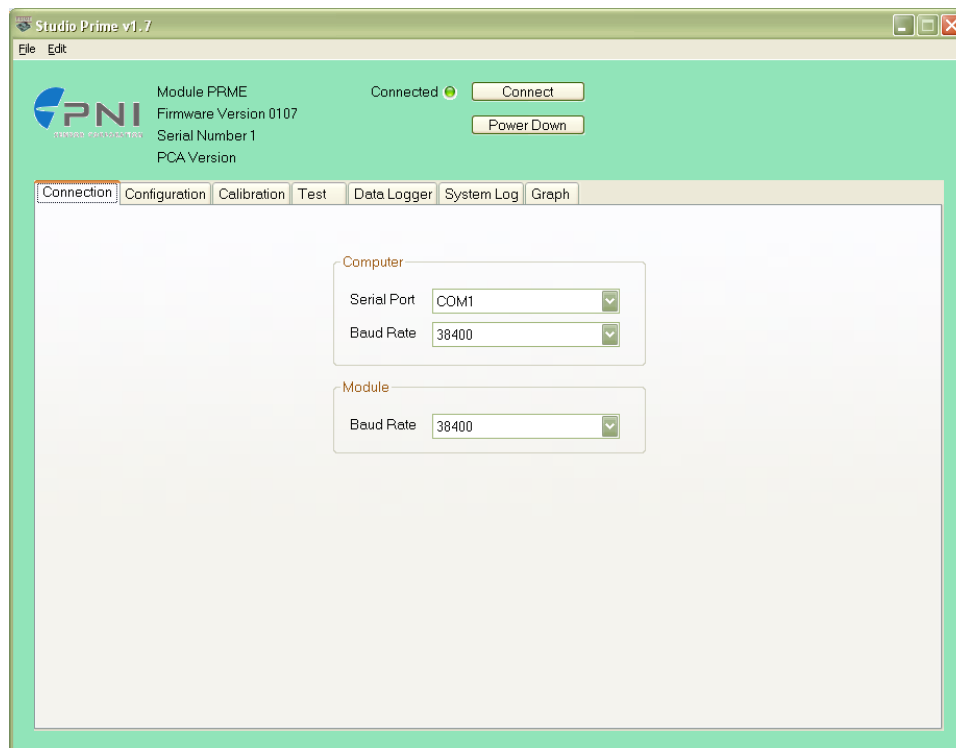 Studio Prime v1.7
File Edit
PNI
Module PRME
Firmware Version 0107
Serial Number 1
PCA Version
Connected
Connect
Power Down
Connection Configuration Calibration Test Data Logger System Log Graph
Computer
Serial Port COM1
Baud Rate 38400
Module
Baud Rate 38400